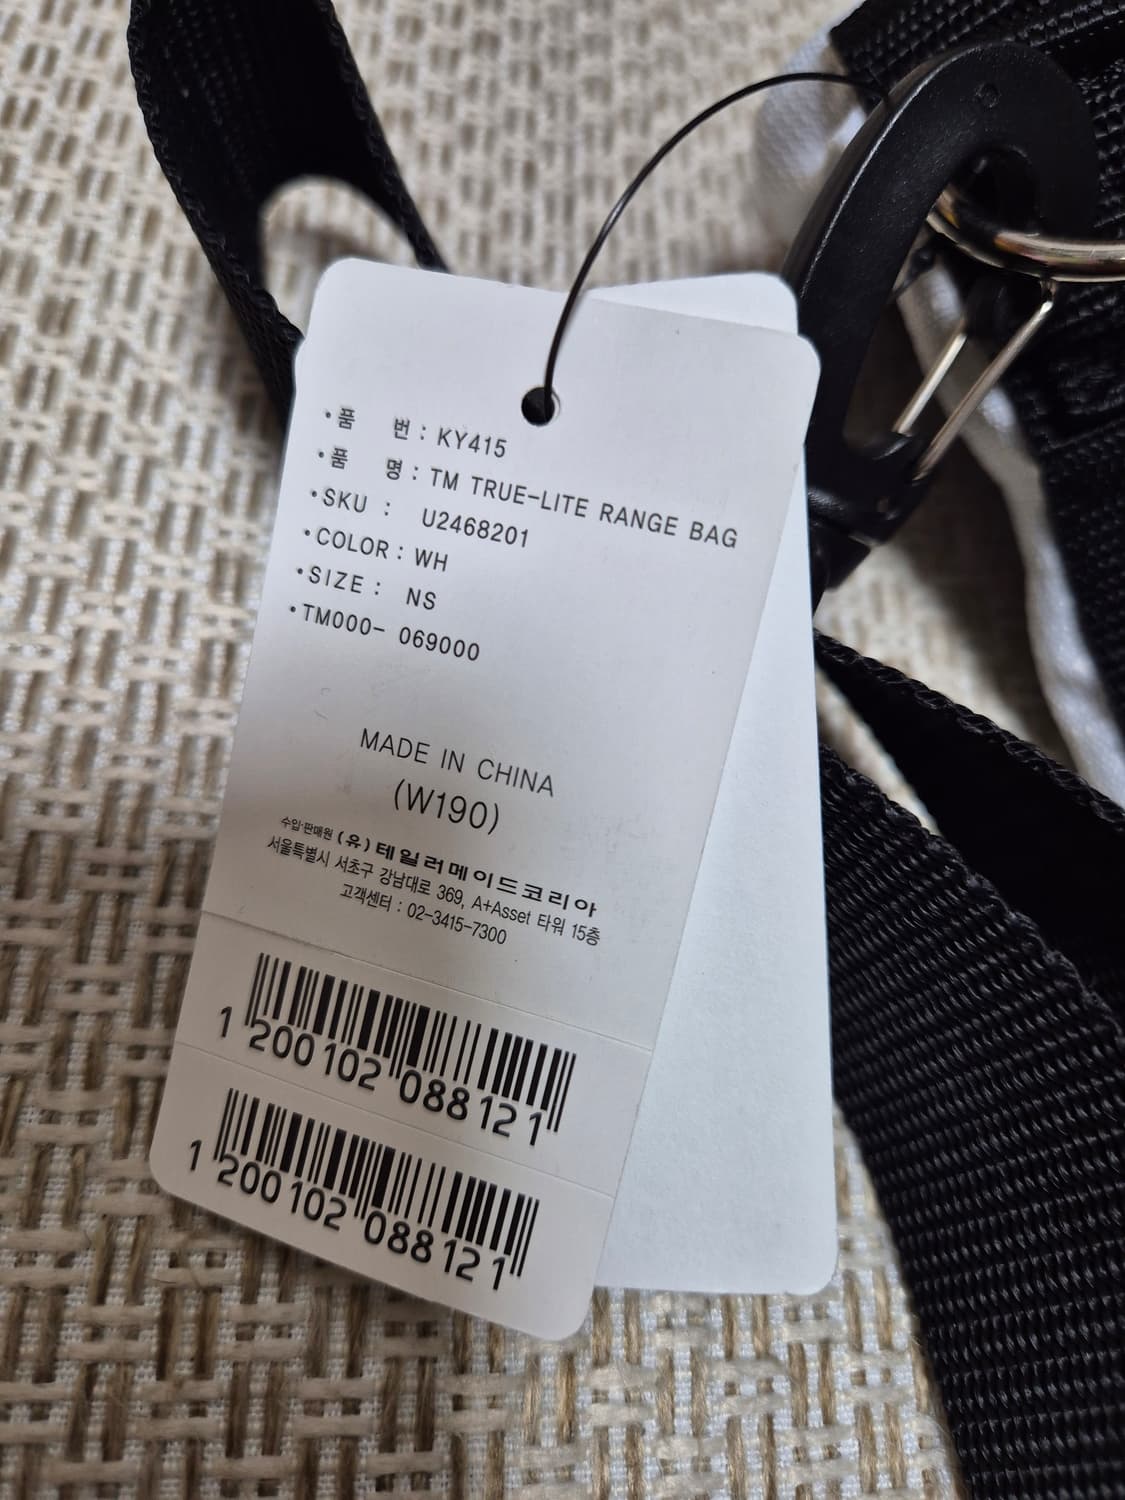 •품 번 : KY415
•품 명 : TM TRUE-LITE RANGE BAG
•SKU : U2468201
•COLOR : WH
•SIZE : NS
•TM000- 069000
MADE IN CHINA
(W190)
수입·판매원 (유)테일러메이드코리아
서울특별시 서초구 강남대로 369, A+Asset 타워 15층
고객센터 : 02-3415-7300
1 200102 088121
1 200102 088121